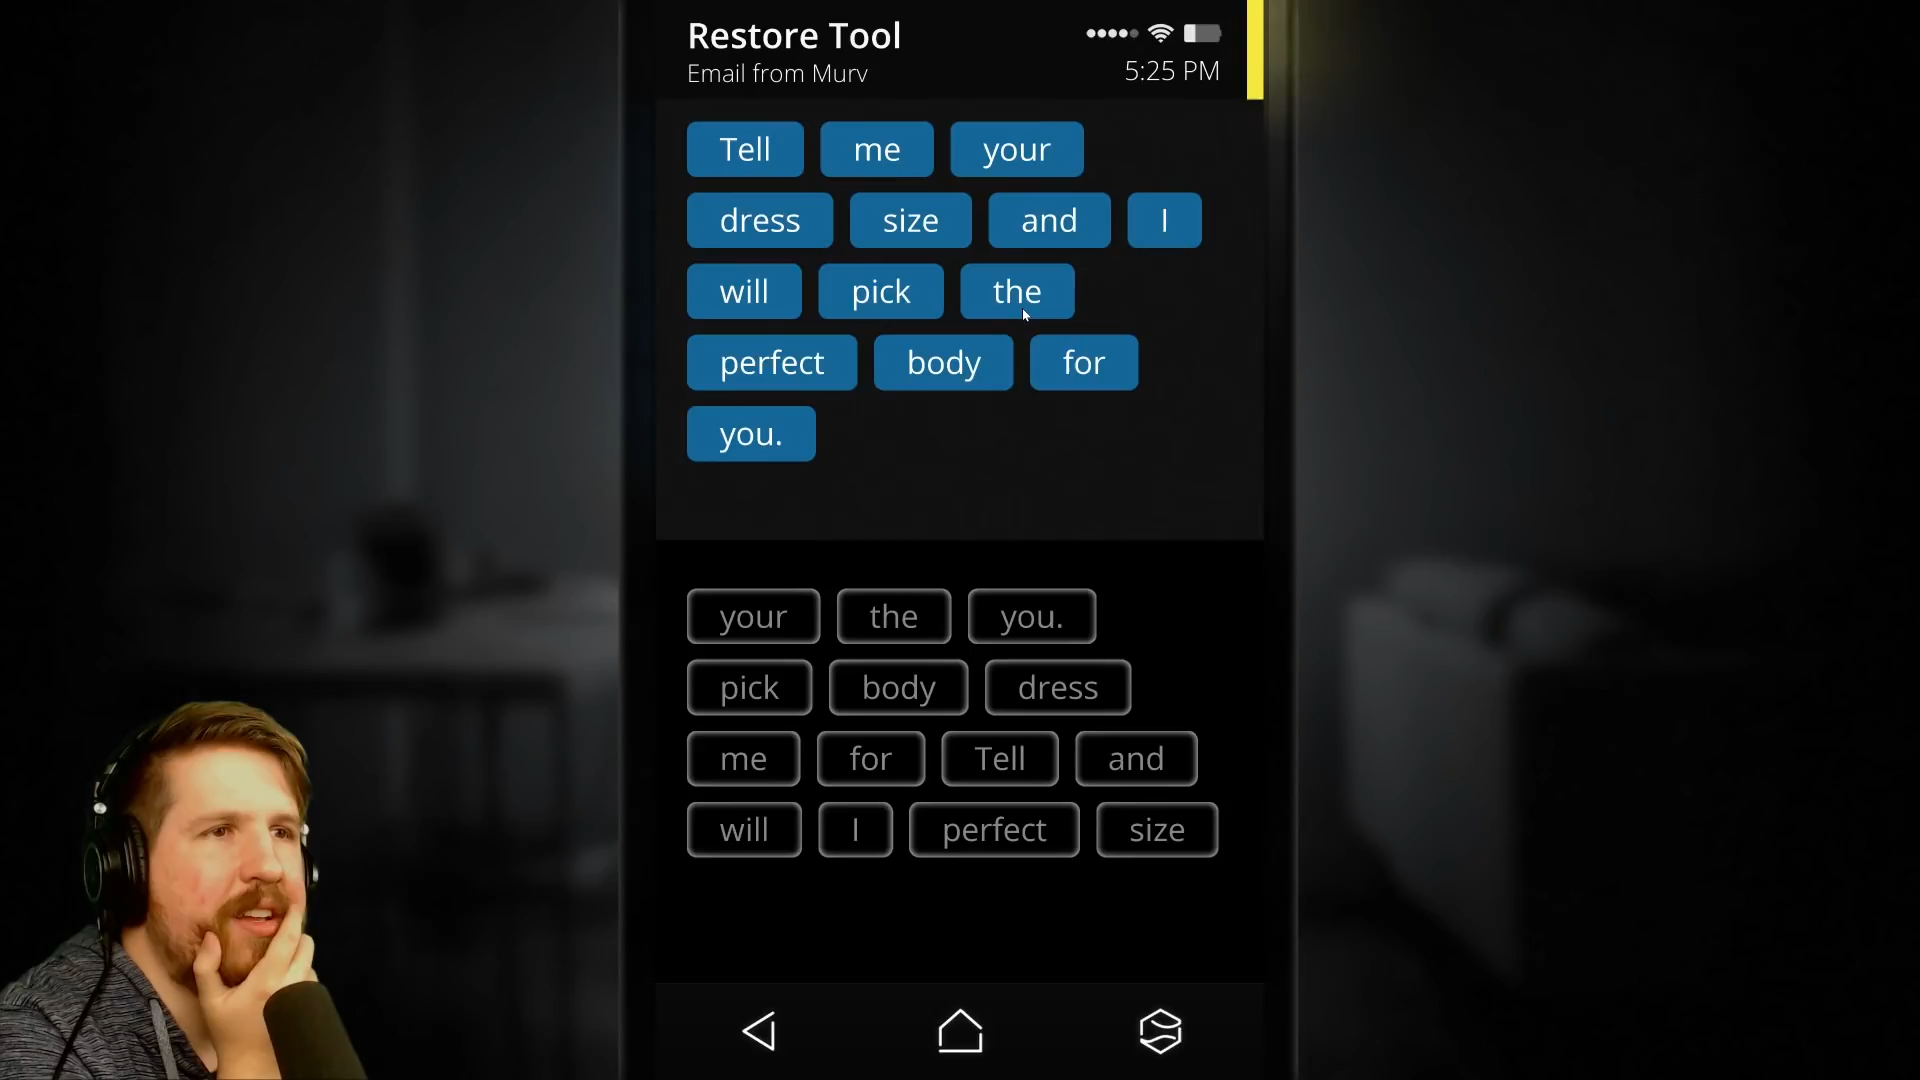 Restore Tool
Email from Murv
5:25 PM
Tell me your
dress size and I
will pick the
perfect body for
you.
your the you.
pick body dress
me for Tell and
will I perfect size